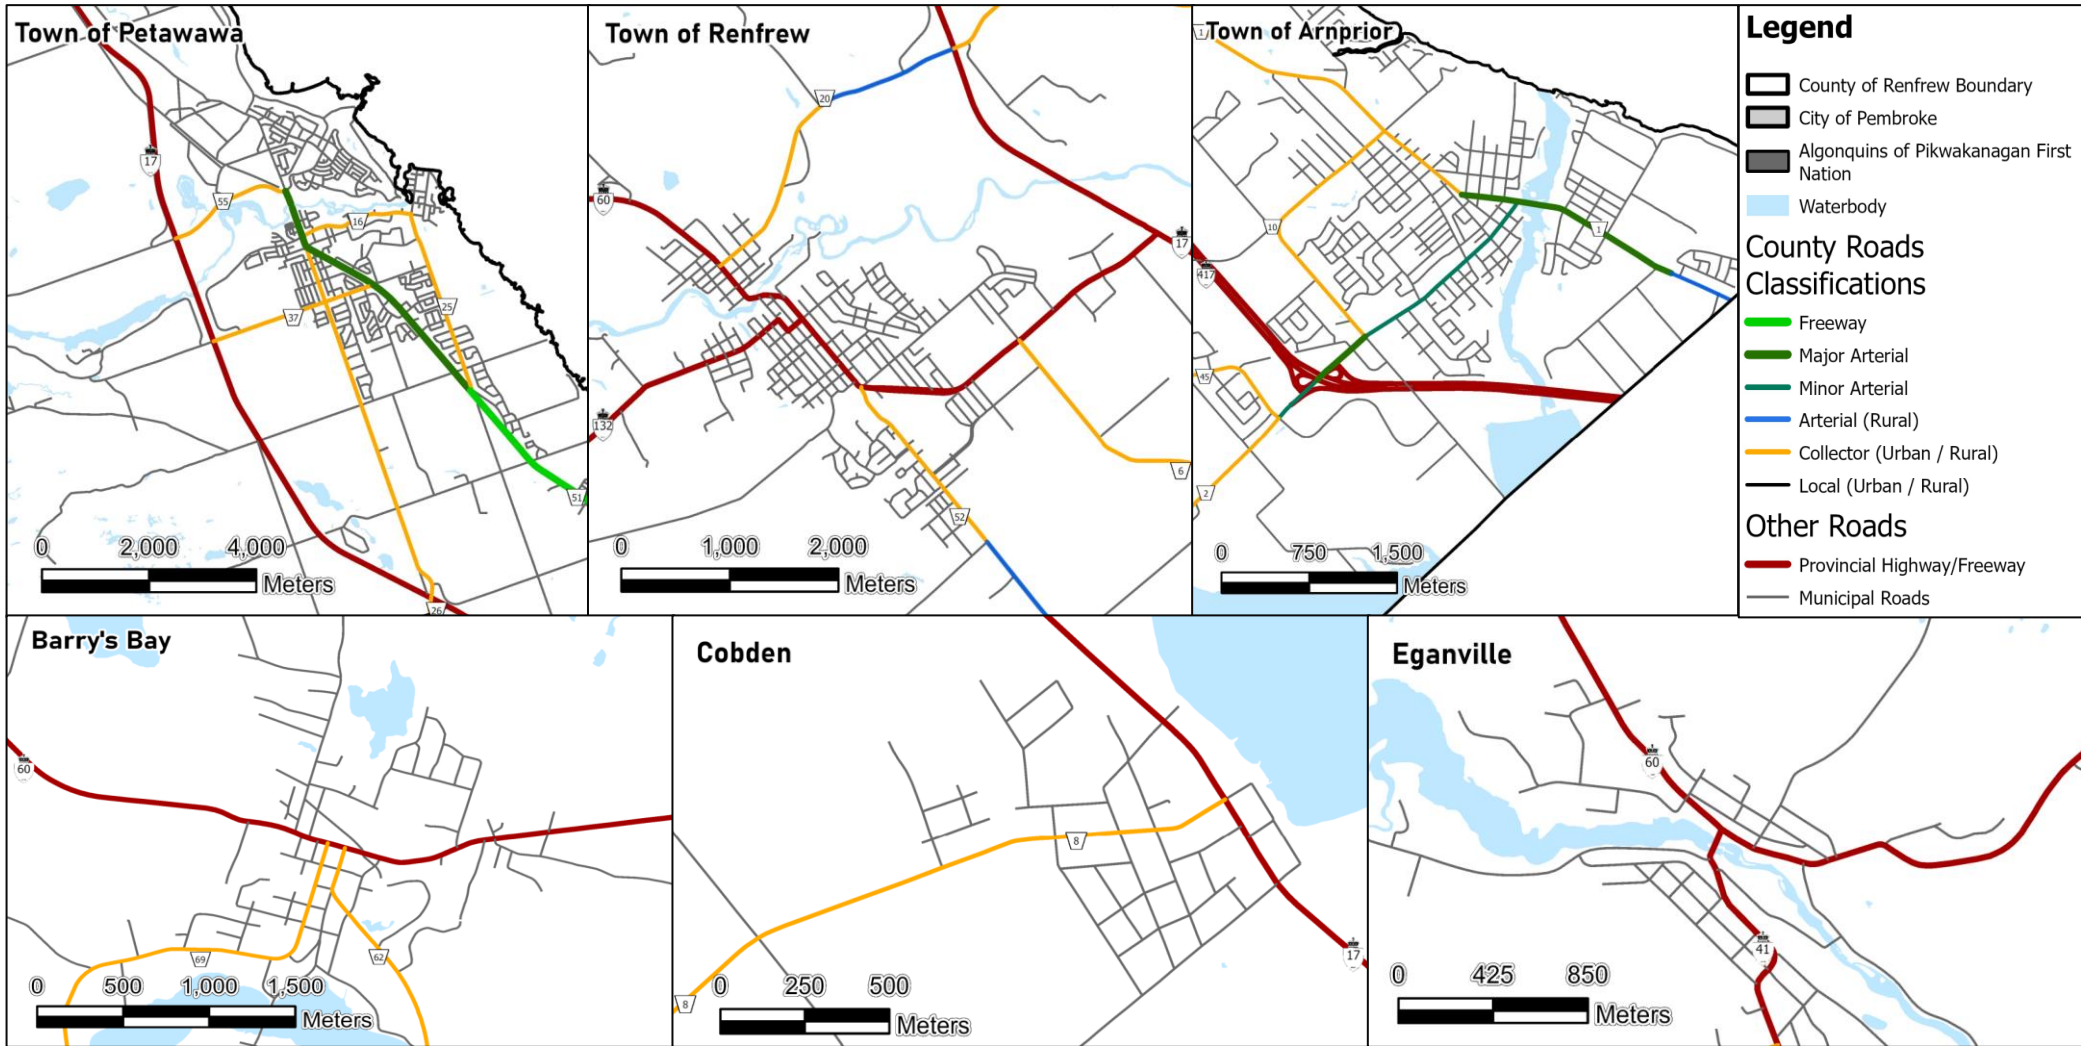 Town of Petawawa
17
55
16
37
25
51
26
0 2,000 4,000
Meters
Town of Renfrew
20
60
17
132
6
52
0 1,000 2,000
Meters
Town of Arnprior
1
10
1
417
45
2
0 750 1,500
Meters
Legend
County of Renfrew Boundary
City of Pembroke
Algonquins of Pikwakanagan First
Nation
Waterbody
County Roads
Classifications
Freeway
Major Arterial
Minor Arterial
Arterial (Rural)
Collector (Urban / Rural)
Local (Urban / Rural)
Other Roads
Provincial Highway/Freeway
Municipal Roads
Barry's Bay
60
69
62
0 500 1,000 1,500
Meters
Cobden
8
8
17
0 250 500
Meters
Eganville
60
41
0 425 850
Meters